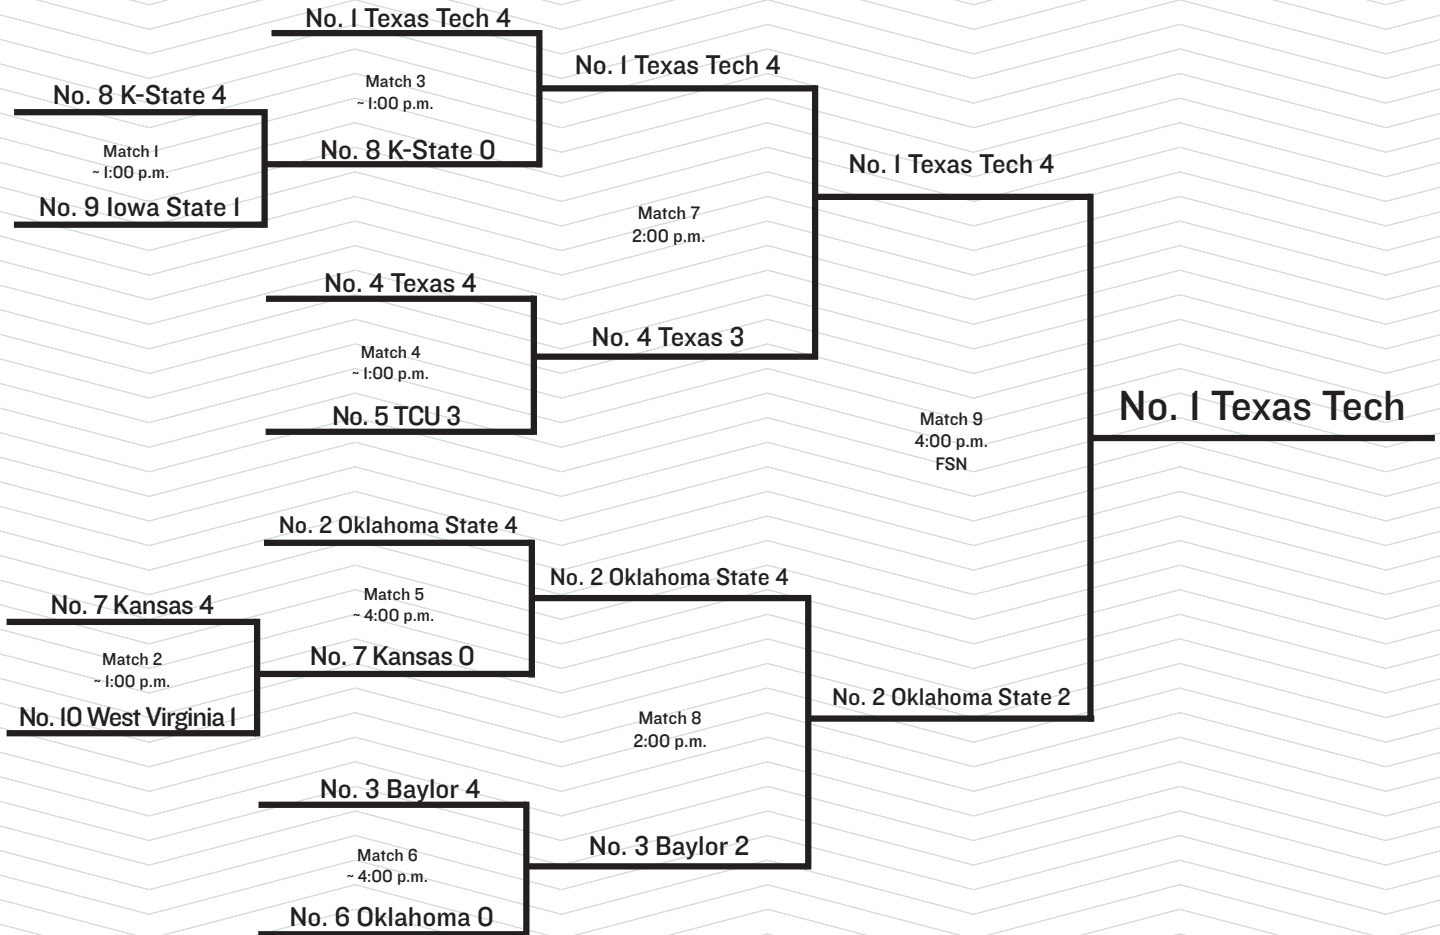 No. 1 Texas Tech 4
Match 3
~ 1:00 p.m.
No. 8 K-State 0
No. 8 K-State 4
Match 1
~ 1:00 p.m.
No. 9 Iowa State 1
No. 1 Texas Tech 4
Match 7
2:00 p.m.
No. 4 Texas 3
No. 4 Texas 4
Match 4
~ 1:00 p.m.
No. 5 TCU 3
No. 1 Texas Tech 4
Match 9
4:00 p.m.
FSN
No. 2 Oklahoma State 2
No. 1 Texas Tech
No. 2 Oklahoma State 4
Match 5
~ 4:00 p.m.
No. 7 Kansas 0
No. 7 Kansas 4
Match 2
~ 1:00 p.m.
No. 10 West Virginia 1
No. 2 Oklahoma State 4
Match 8
2:00 p.m.
No. 3 Baylor 2
No. 3 Baylor 4
Match 6
~ 4:00 p.m.
No. 6 Oklahoma 0